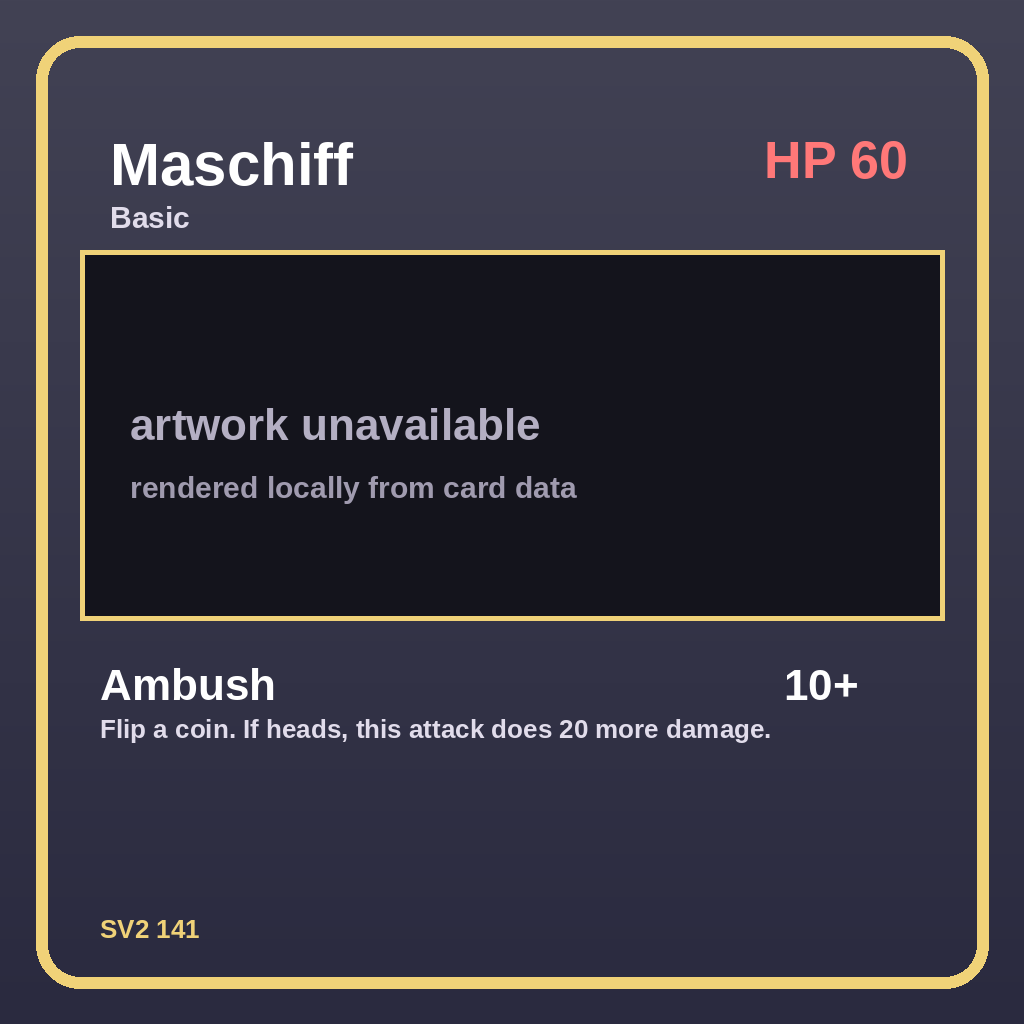 Maschiff
HP 60
Basic
artwork unavailable
rendered locally from card data
Ambush
10+
Flip a coin. If heads, this attack does 20 more damage.
SV2 141